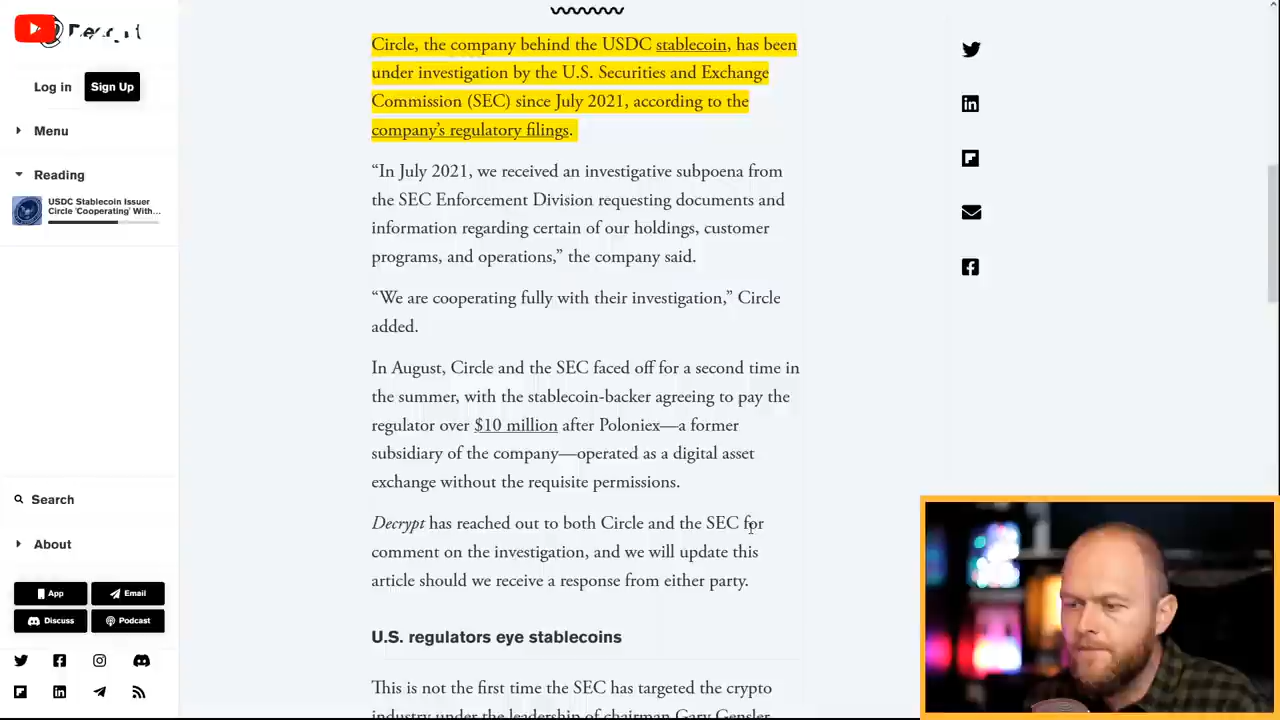 Log in
Sign Up
Menu
Reading
USDC Stablecoin Issuer
Circle 'Cooperating' With...
Search
About
App
Email
Discuss
Podcast
Circle, the company behind the USDC stablecoin, has been
under investigation by the U.S. Securities and Exchange
Commission (SEC) since July 2021, according to the
company’s regulatory filings.
“In July 2021, we received an investigative subpoena from
the SEC Enforcement Division requesting documents and
information regarding certain of our holdings, customer
programs, and operations,” the company said.
“We are cooperating fully with their investigation,” Circle
added.
In August, Circle and the SEC faced off for a second time in
the summer, with the stablecoin-backer agreeing to pay the
regulator over $10 million after Poloniex—a former
subsidiary of the company—operated as a digital asset
exchange without the requisite permissions.
Decrypt has reached out to both Circle and the SEC for
comment on the investigation, and we will update this
article should we receive a response from either party.
U.S. regulators eye stablecoins
This is not the first time the SEC has targeted the crypto
industry under the leadership of chairman Gary Gensler